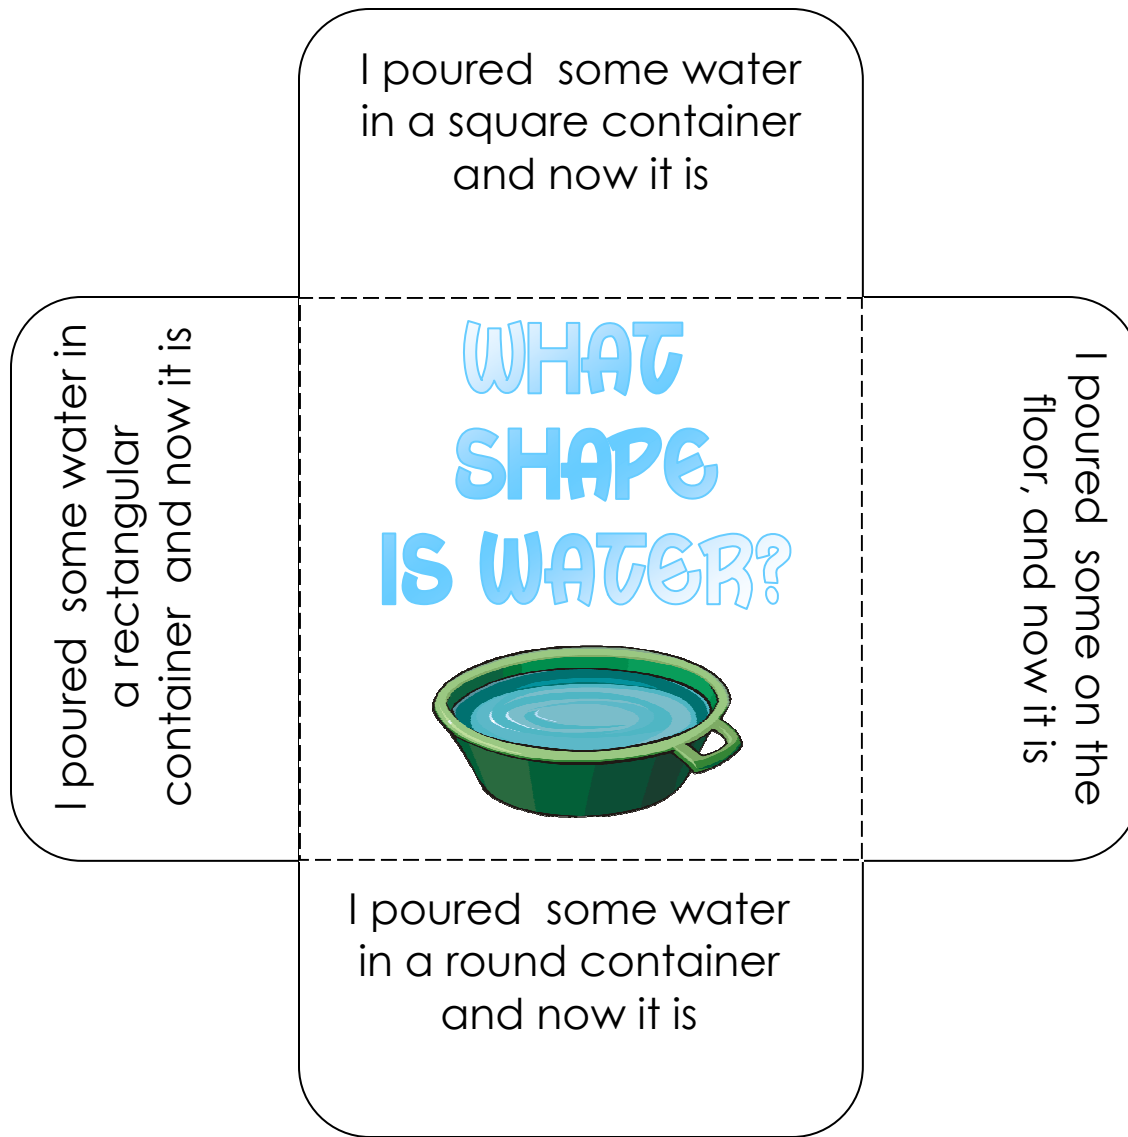 I poured  some water
in a square container
and now it is
I poured  some water in
a rectangular
container  and now it is
WHAT
SHAPE
IS WATER?
I poured  some on the
floor, and now it is
I poured  some water
in a round container
and now it is